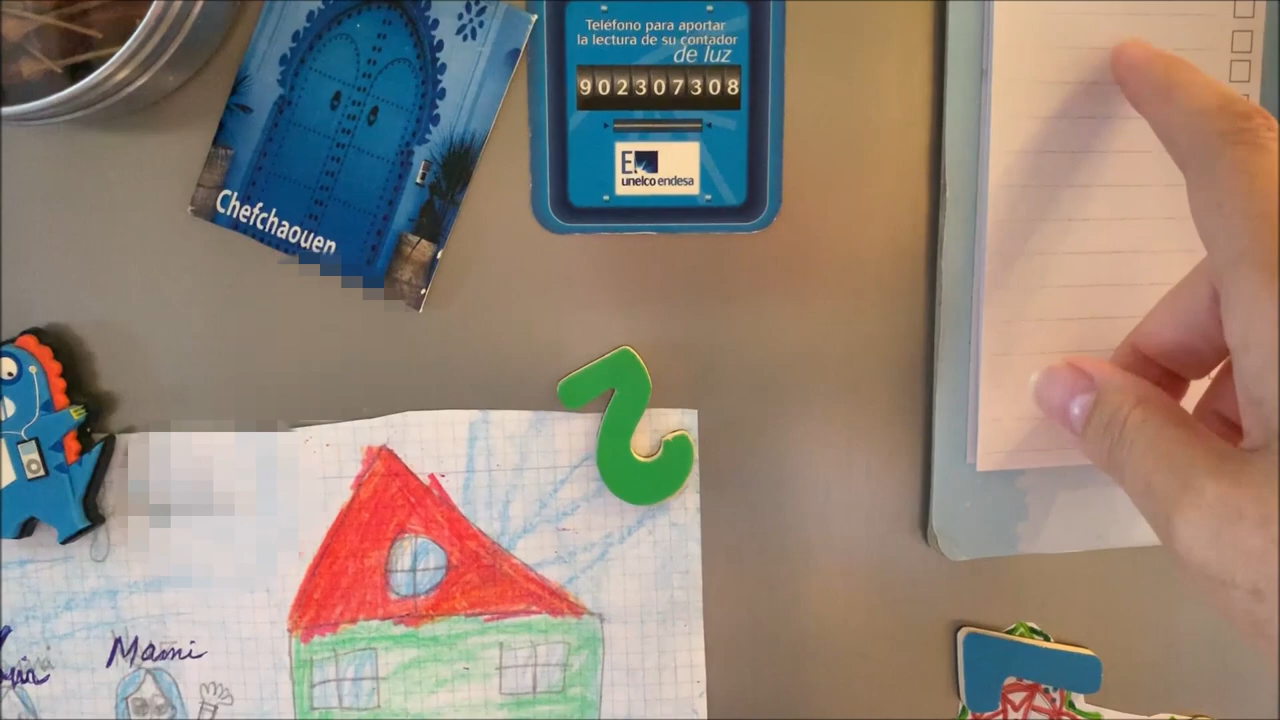 Teléfono para aportar
la lectura de su contador
de luz
902307308
E.
unelco endesa
Chefchaouen
Mami